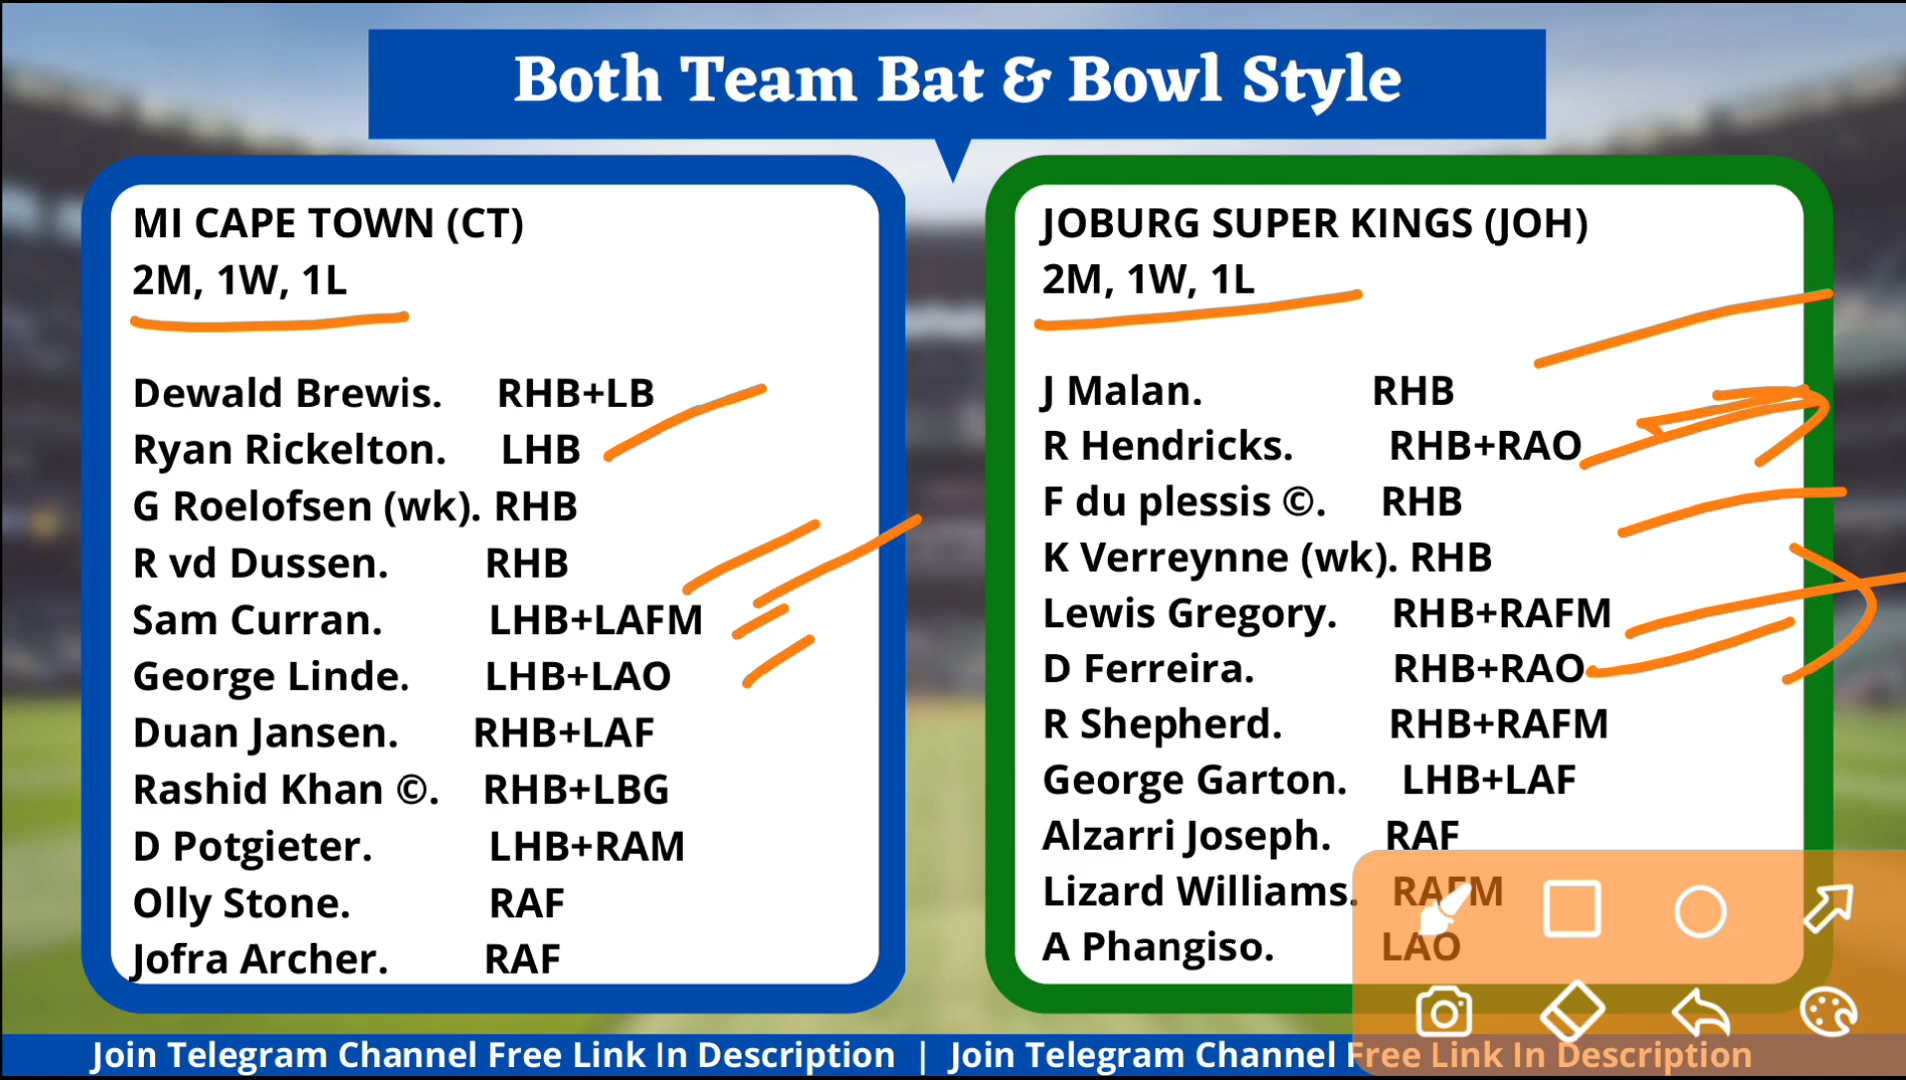 Both Team Bat & Bowl Style
MI CAPE TOWN (CT)
2M, 1W, 1L
Dewald Brewis. RHB+LB
Ryan Rickelton. LHB
G Roelofsen (wk). RHB
R vd Dussen. RHB
Sam Curran. LHB+LAFM
George Linde. LHB+LAO
Duan Jansen. RHB+LAF
Rashid Khan ©. RHB+LBG
D Potgieter. LHB+RAM
Olly Stone. RAF
Jofra Archer. RAF
JOBURG SUPER KINGS (JOH)
2M, 1W, 1L
J Malan. RHB
R Hendricks. RHB+RAO
F du plessis ©. RHB
K Verreynne (wk). RHB
Lewis Gregory. RHB+RAFM
D Ferreira. RHB+RAO
R Shepherd. RHB+RAFM
George Garton. LHB+LAF
Alzarri Joseph. RAF
Lizard Williams. RAFM
A Phangiso. LAO
Join Telegram Channel Free Link In Description | Join Telegram Channel Free Link In Description